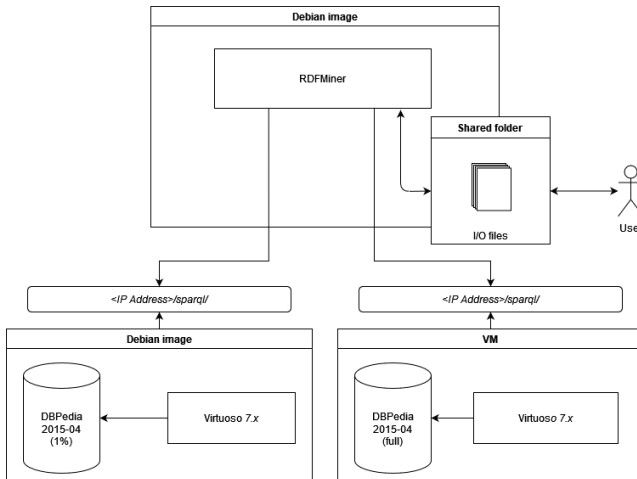 Debian image
RDFMiner
Shared folder
I/O files
Use
<IP Address>/sparql/
<IP Address>/sparql/
Debian image
DBPedia
2015-04
(1%)
Virtuoso 7.x
VM
DBPedia
2015-04
(full)
Virtuoso 7.x